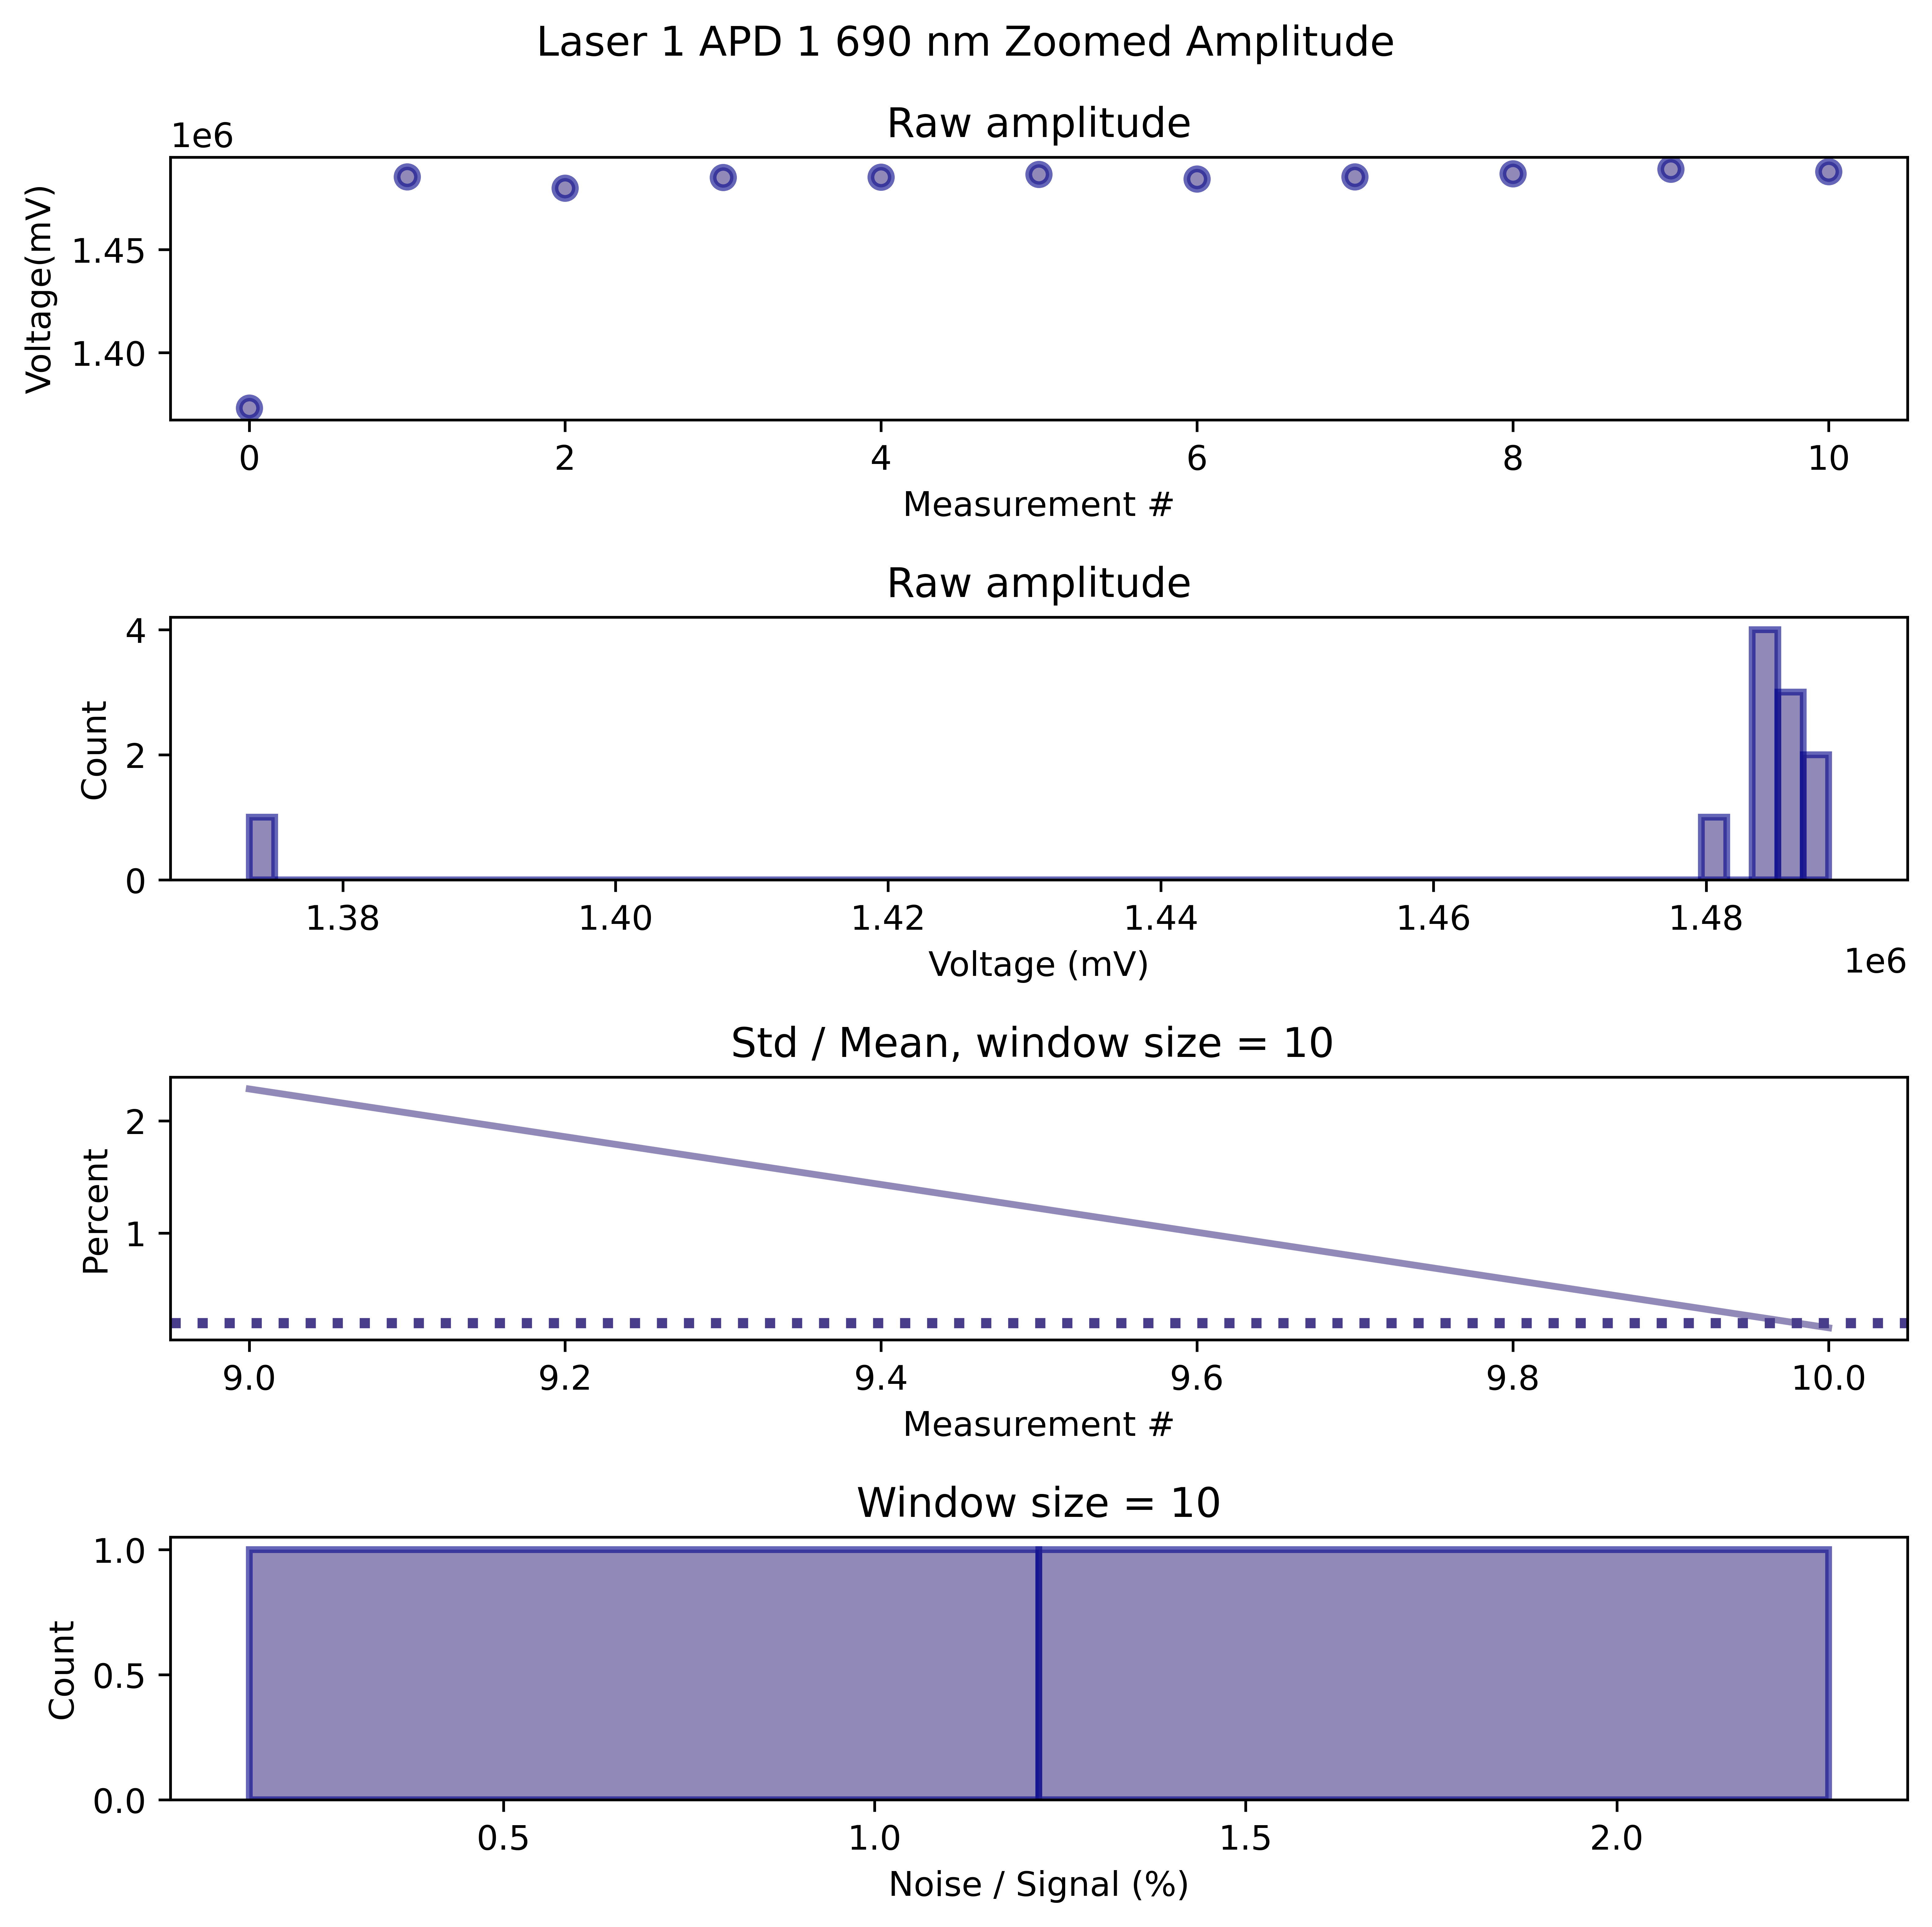 Laser 1 APD 1 690 nm Zoomed Amplitude
Raw amplitude
1e6
Voltage(mV)
1.45
1.40
0 2 4 6 8 10
Measurement #
Raw amplitude
Count
4
2
0
1.38 1.40 1.42 1.44 1.46 1.48
1e6
Voltage (mV)
Std / Mean, window size = 10
Percent
2
1
9.0 9.2 9.4 9.6 9.8 10.0
Measurement #
Window size = 10
Count
1.0
0.5
0.0
0.5 1.0 1.5 2.0
Noise / Signal (%)